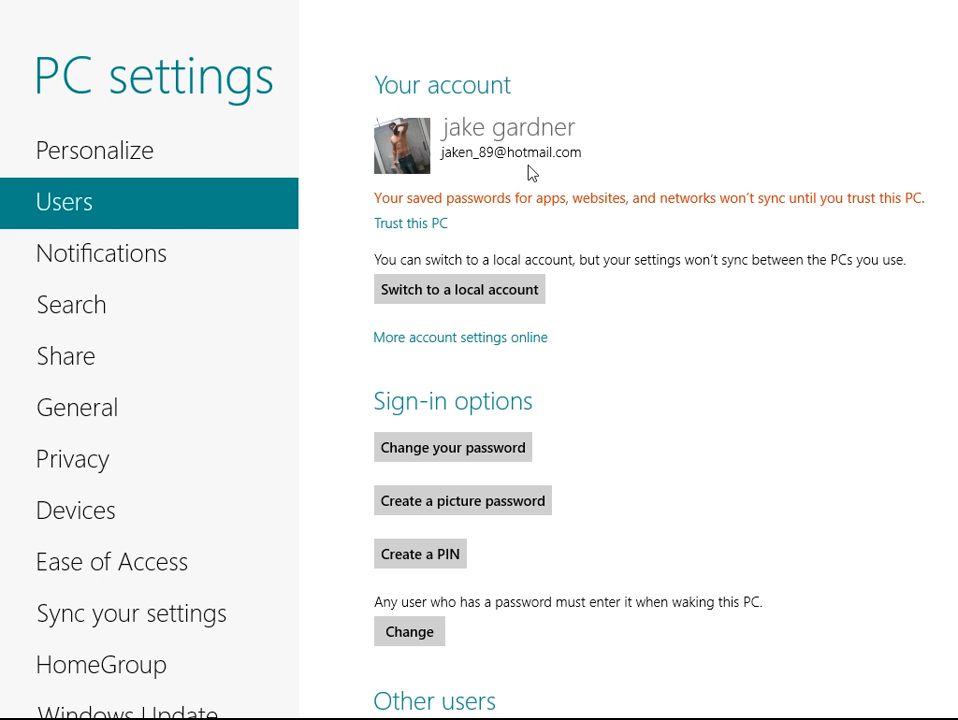 PC settings
Personalize
Users
Notifications
Search
Share
General
Privacy
Devices
Ease of Access
Sync your settings
HomeGroup
Windows Update
Your account
jake gardner
jaken_89@hotmail.com
Your saved passwords for apps, websites, and networks won't sync until you trust this PC.
Trust this PC
You can switch to a local account, but your settings won't sync between the PCs you use.
Switch to a local account
More account settings online
Sign-in options
Change your password
Create a picture password
Create a PIN
Any user who has a password must enter it when waking this PC.
Change
Other users